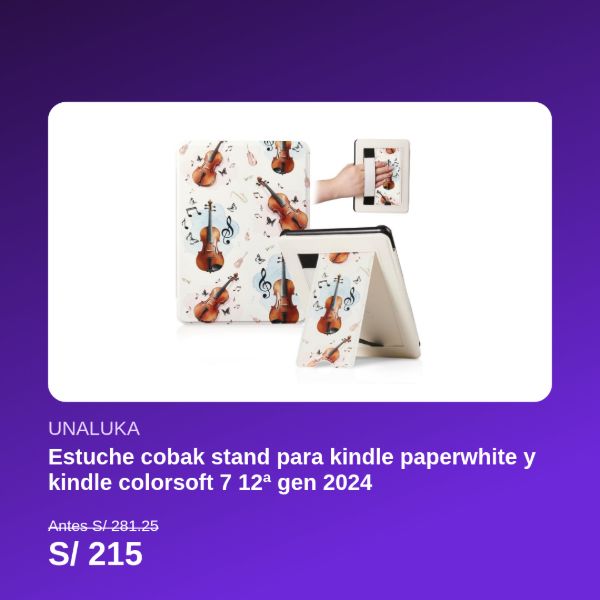 UNALUKA
Estuche cobak stand para kindle paperwhite y
kindle colorsoft 7 12ª gen 2024
Antes S/ 281.25
S/ 215